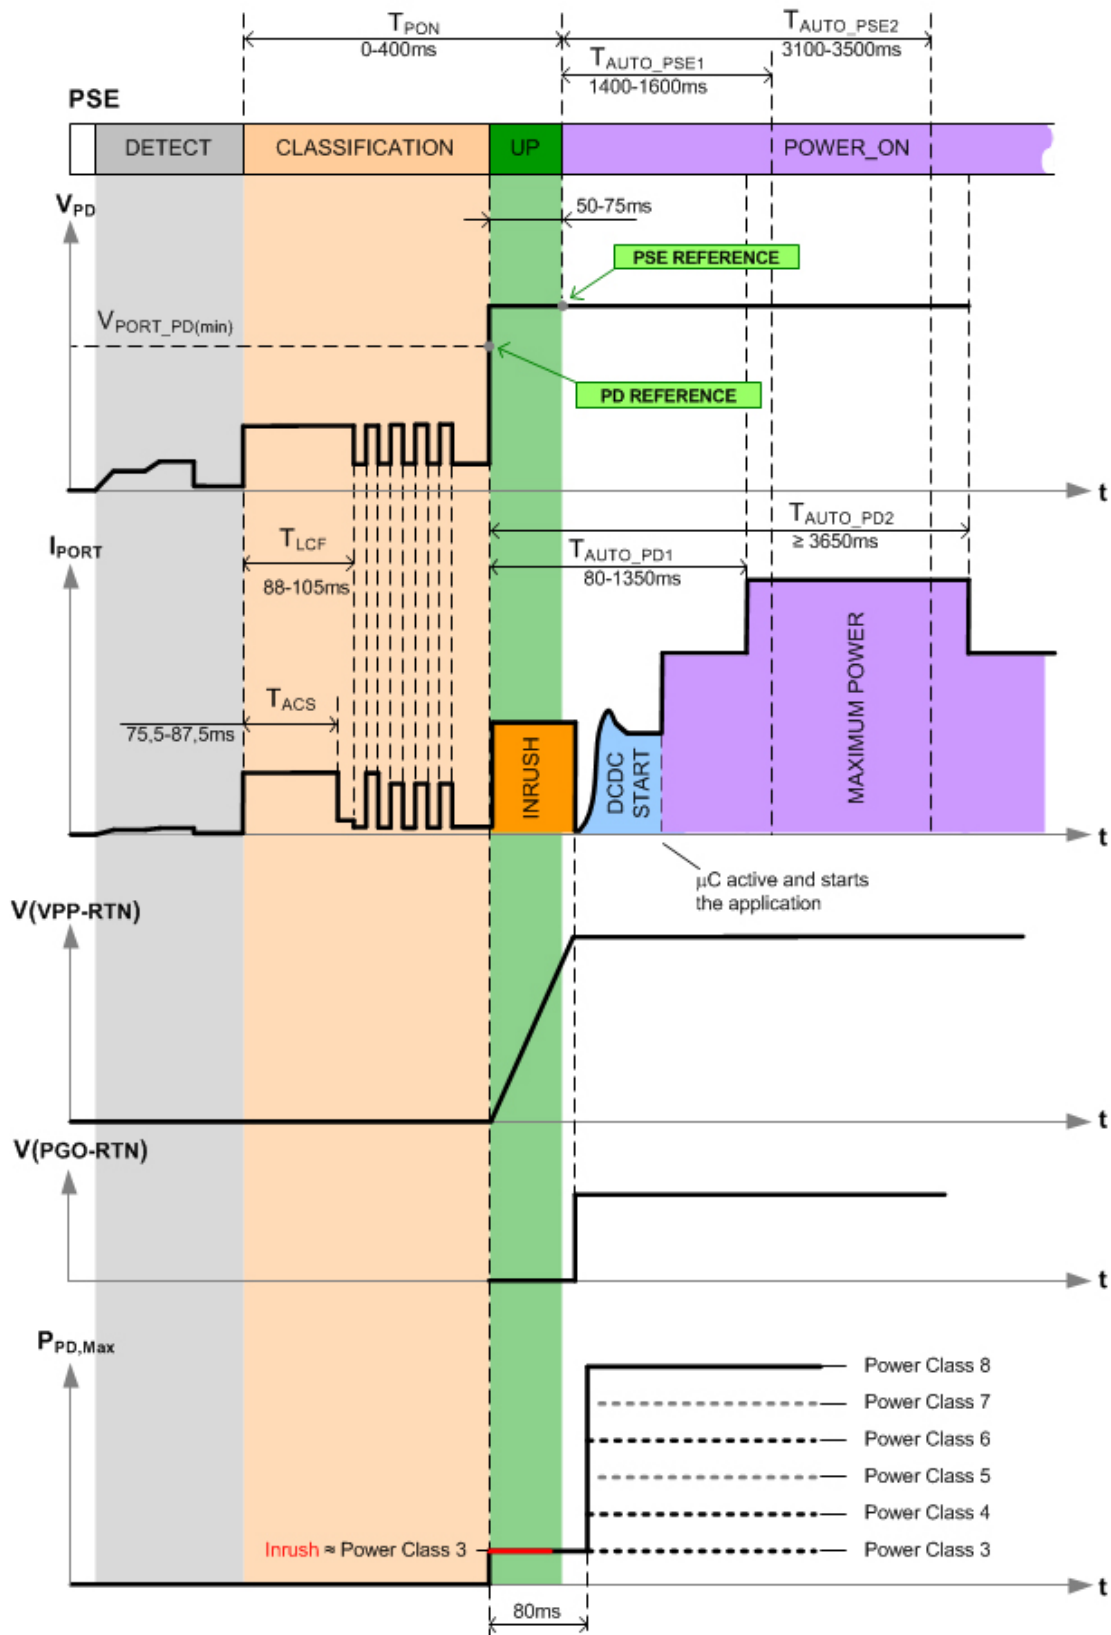 TPON
0-400ms
TAUTO_PSE2
3100-3500ms
TAUTO_PSE1
1400-1600ms
PSE
DETECT
CLASSIFICATION
UP
POWER_ON
VPD
50-75ms
PSE REFERENCE
VPORT_PD(min)
PD REFERENCE
t
IPORT
TAUTO_PD2
≥ 3650ms
TLCF
88-105ms
TAUTO_PD1
80-1350ms
TACS
75,5-87,5ms
INRUSH
DCDC
START
MAXIMUM POWER
t
µC active and starts
the application
V(VPP-RTN)
t
V(PGO-RTN)
t
PPD,Max
Power Class 8
Power Class 7
Power Class 6
Power Class 5
Power Class 4
Inrush ≈ Power Class 3
Power Class 3
t
80ms